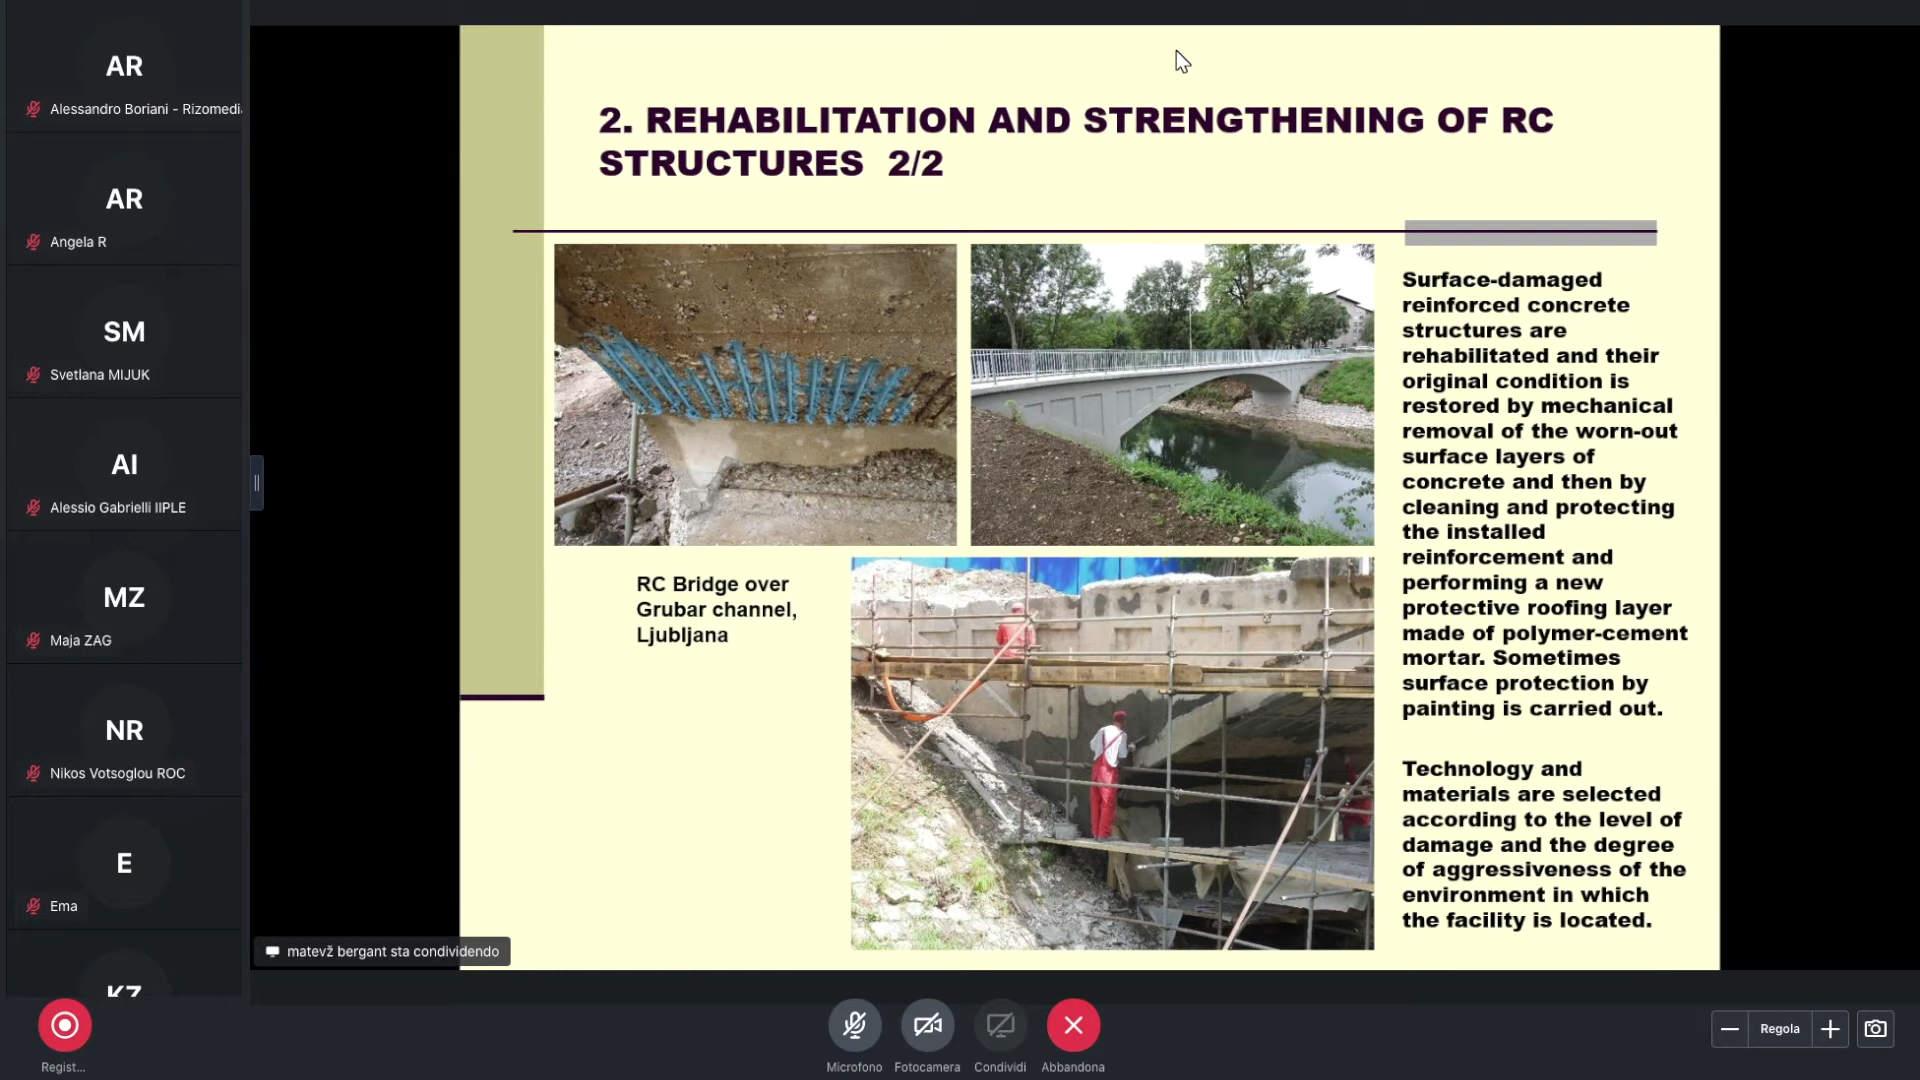 AR
Alessandro Boriani - Rizomedi
AR
Angela R
SM
Svetlana MIJUK
AI
Alessio Gabrielli IIPLE
MZ
Maja ZAG
NR
Nikos Votsoglou ROC
E
Ema
KZ
2. REHABILITATION AND STRENGTHENING OF RC
STRUCTURES 2/2
Surface-damaged
reinforced concrete
structures are
rehabilitated and their
original condition is
restored by mechanical
removal of the worn-out
surface layers of
concrete and then by
cleaning and protecting
the installed
reinforcement and
performing a new
protective roofing layer
made of polymer-cement
mortar. Sometimes
surface protection by
painting is carried out.
Technology and
materials are selected
according to the level of
damage and the degree
of aggressiveness of the
environment in which
the facility is located.
RC Bridge over
Grubar channel,
Ljubljana
matevž bergant sta condividendo
Regist...
Microfono
Fotocamera
Condividi
Abbandona
Regola